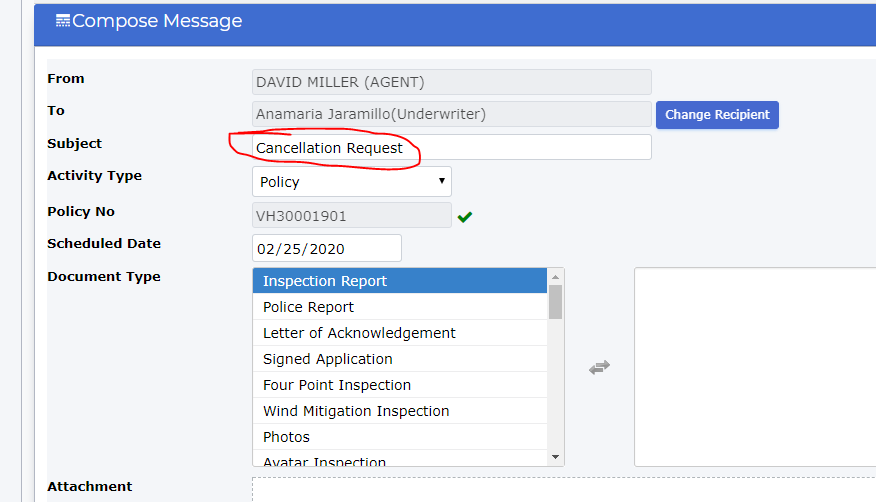 Compose Message
From
DAVID MILLER (AGENT)
To
Anamaria Jaramillo(Underwriter)
Change Recipient
Subject
Cancellation Request
Activity Type
Policy
Policy No
VH30001901
Scheduled Date
02/25/2020
Document Type
Inspection Report
Police Report
Letter of Acknowledgement
Signed Application
Four Point Inspection
Wind Mitigation Inspection
Photos
Avatar Inspection
Attachment